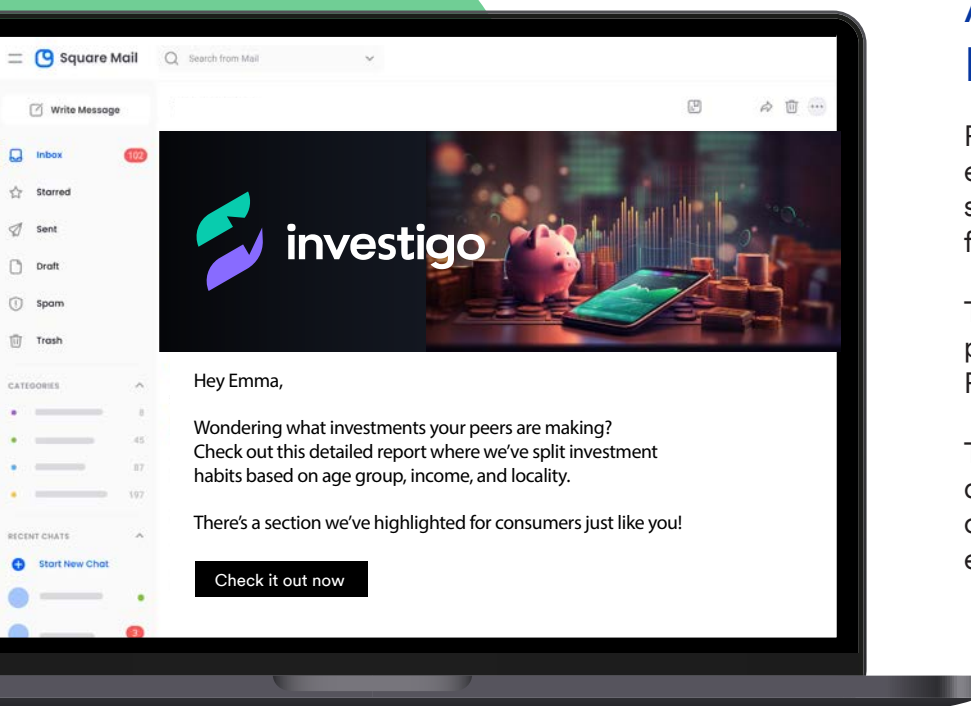 Square Mail
Search from Mail
Write Message
Inbox
102
Starred
Sent
Draft
Spam
Trash
CATEGORIES
8
45
87
197
RECENT CHATS
Start New Chat
3
investigo
Hey Emma,
Wondering what investments your peers are making?
Check out this detailed report where we've split investment
habits based on age group, income, and locality.
There's a section we've highlighted for consumers just like you!
Check it out now